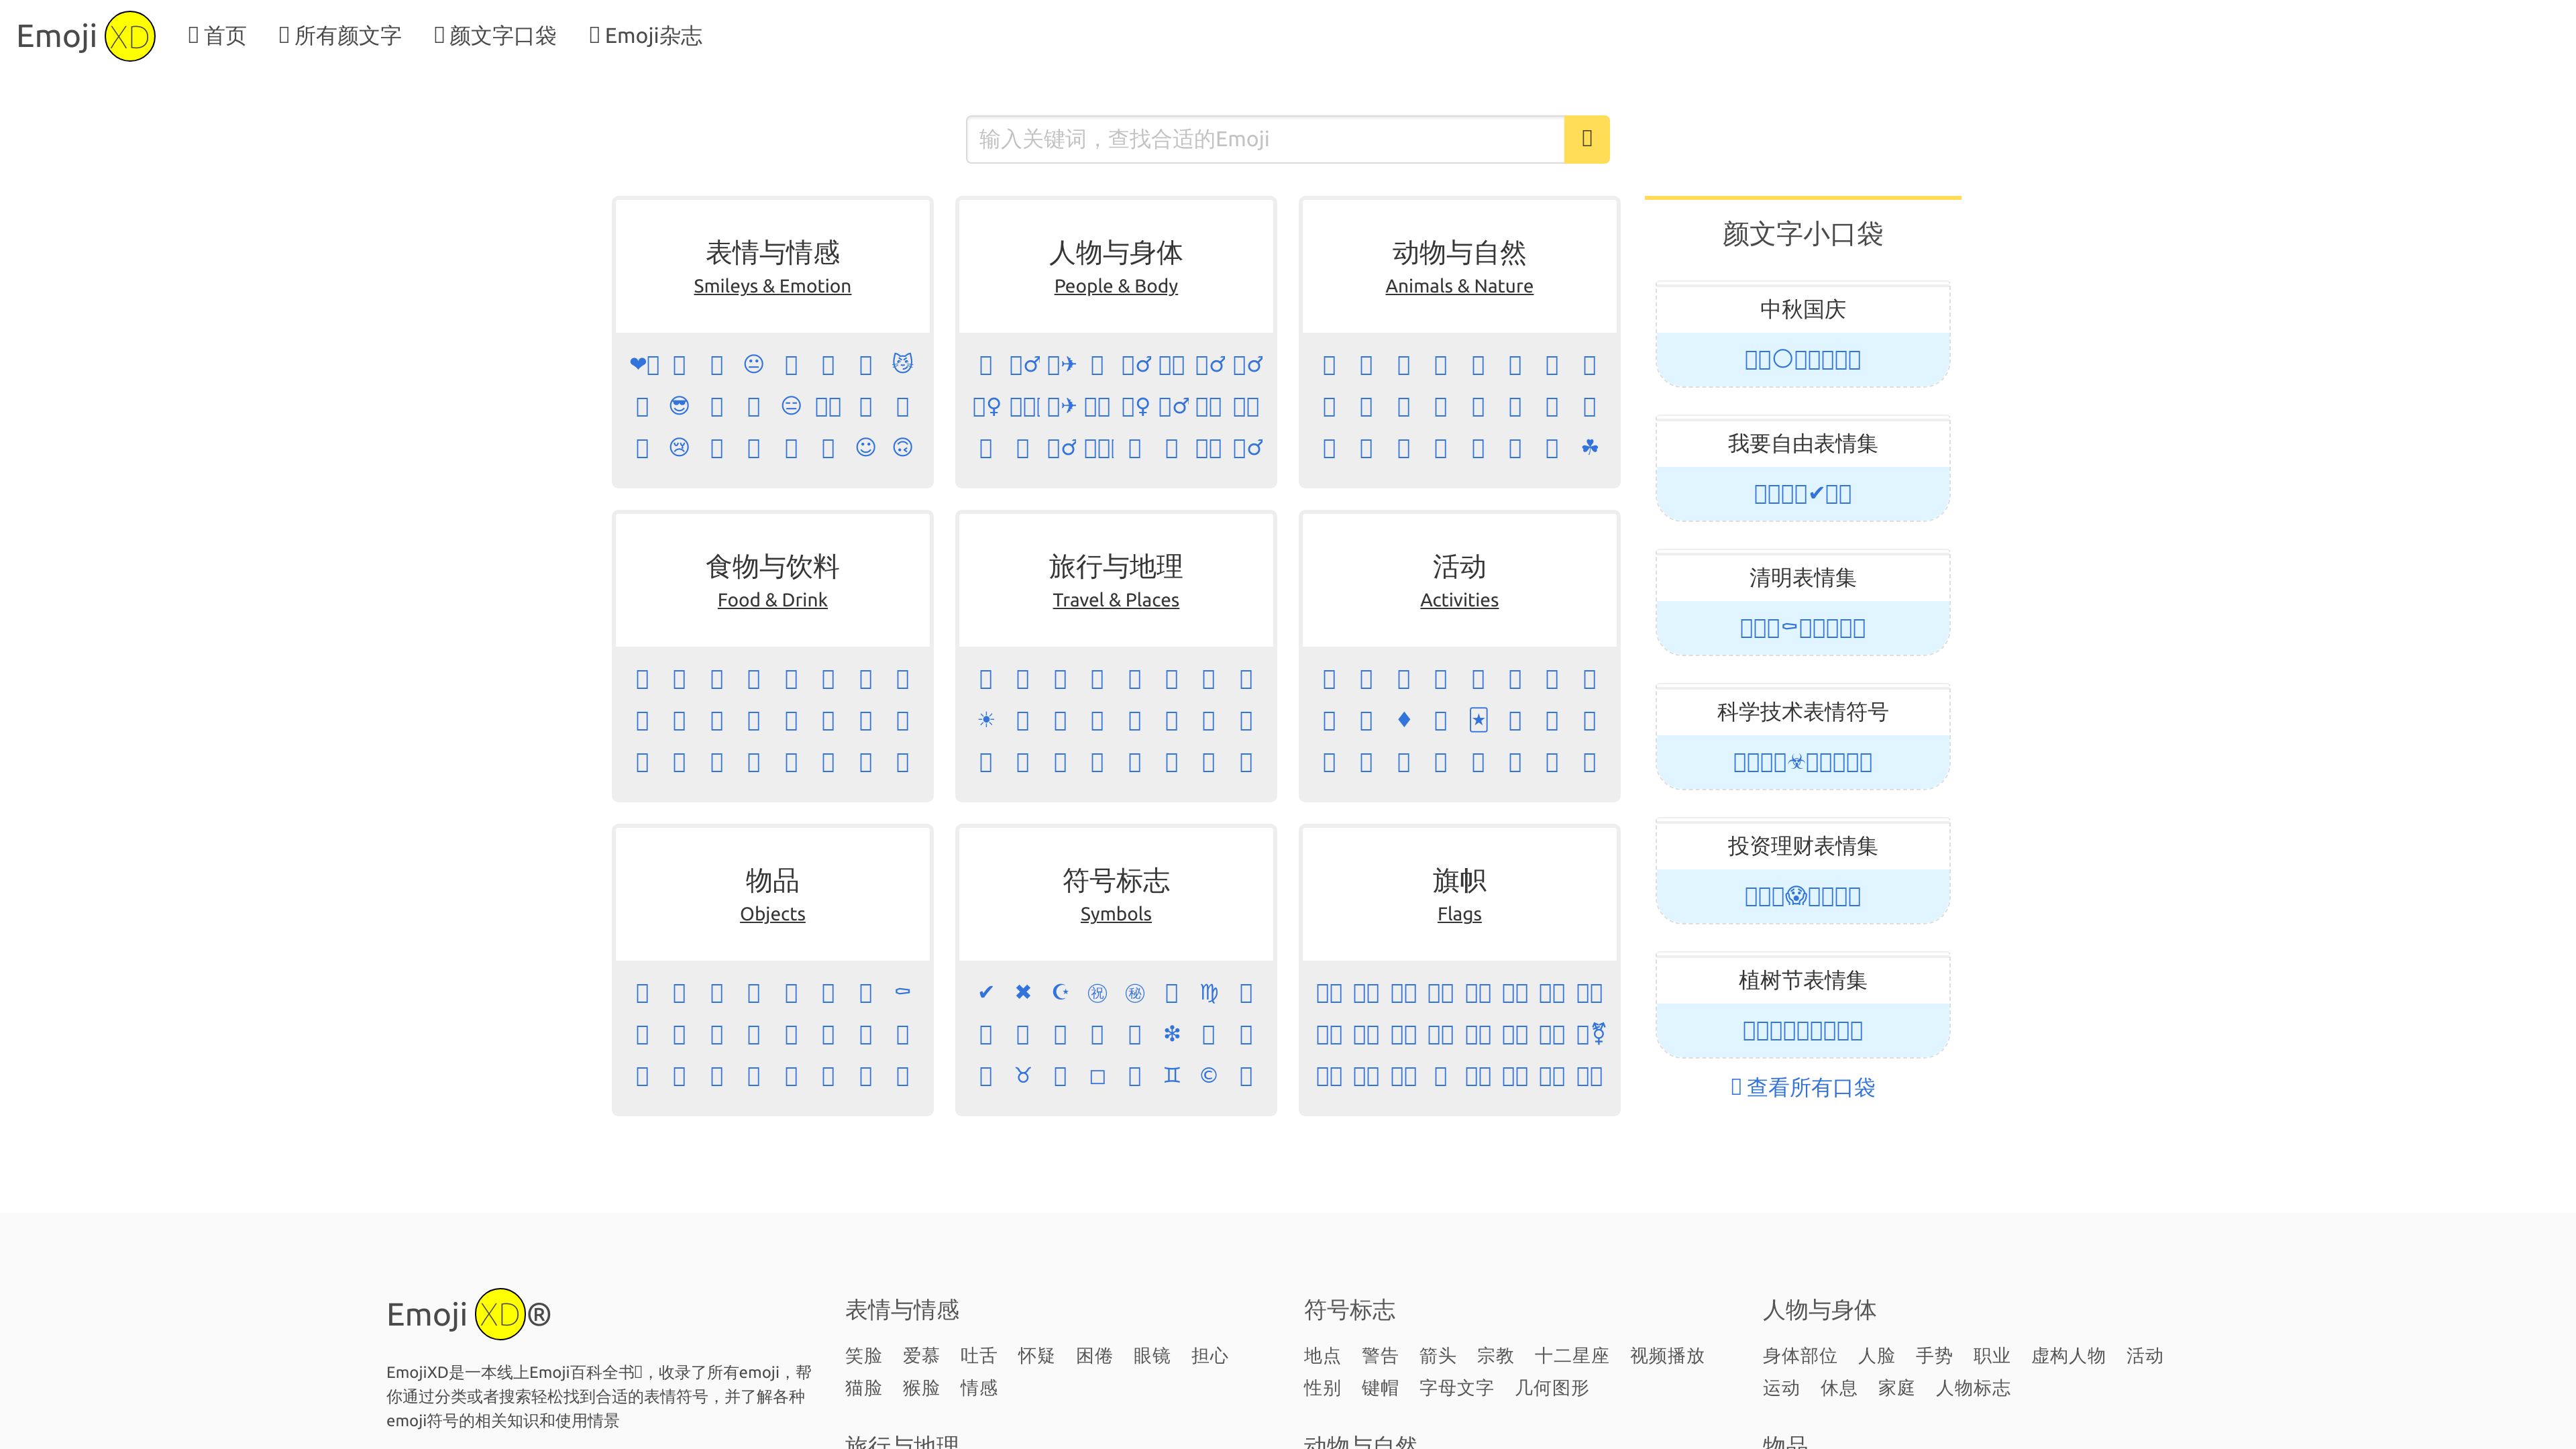 Emoji XD 首页 所有颜文字 颜文字口袋 Emoji杂志
输入关键词，查找合适的Emoji
表情与情感
Smileys & Emotion
人物与身体
People & Body
动物与自然
Animals & Nature
食物与饮料
Food & Drink
旅行与地理
Travel & Places
活动
Activities
物品
Objects
符号标志
Symbols
旗帜
Flags
颜文字小口袋
中秋国庆
我要自由表情集
清明表情集
科学技术表情符号
投资理财表情集
植树节表情集
查看所有口袋
Emoji XD®
EmojiXD是一本线上Emoji百科全书，收录了所有emoji，帮
你通过分类或者搜索轻松找到合适的表情符号，并了解各种
emoji符号的相关知识和使用情景
表情与情感
笑脸 爱慕 吐舌 怀疑 困倦 眼镜 担心
猫脸 猴脸 情感
旅行与地理
符号标志
地点 警告 箭头 宗教 十二星座 视频播放
性别 键帽 字母文字 几何图形
动物与自然
人物与身体
身体部位 人脸 手势 职业 虚构人物 活动
运动 休息 家庭 人物标志
物品